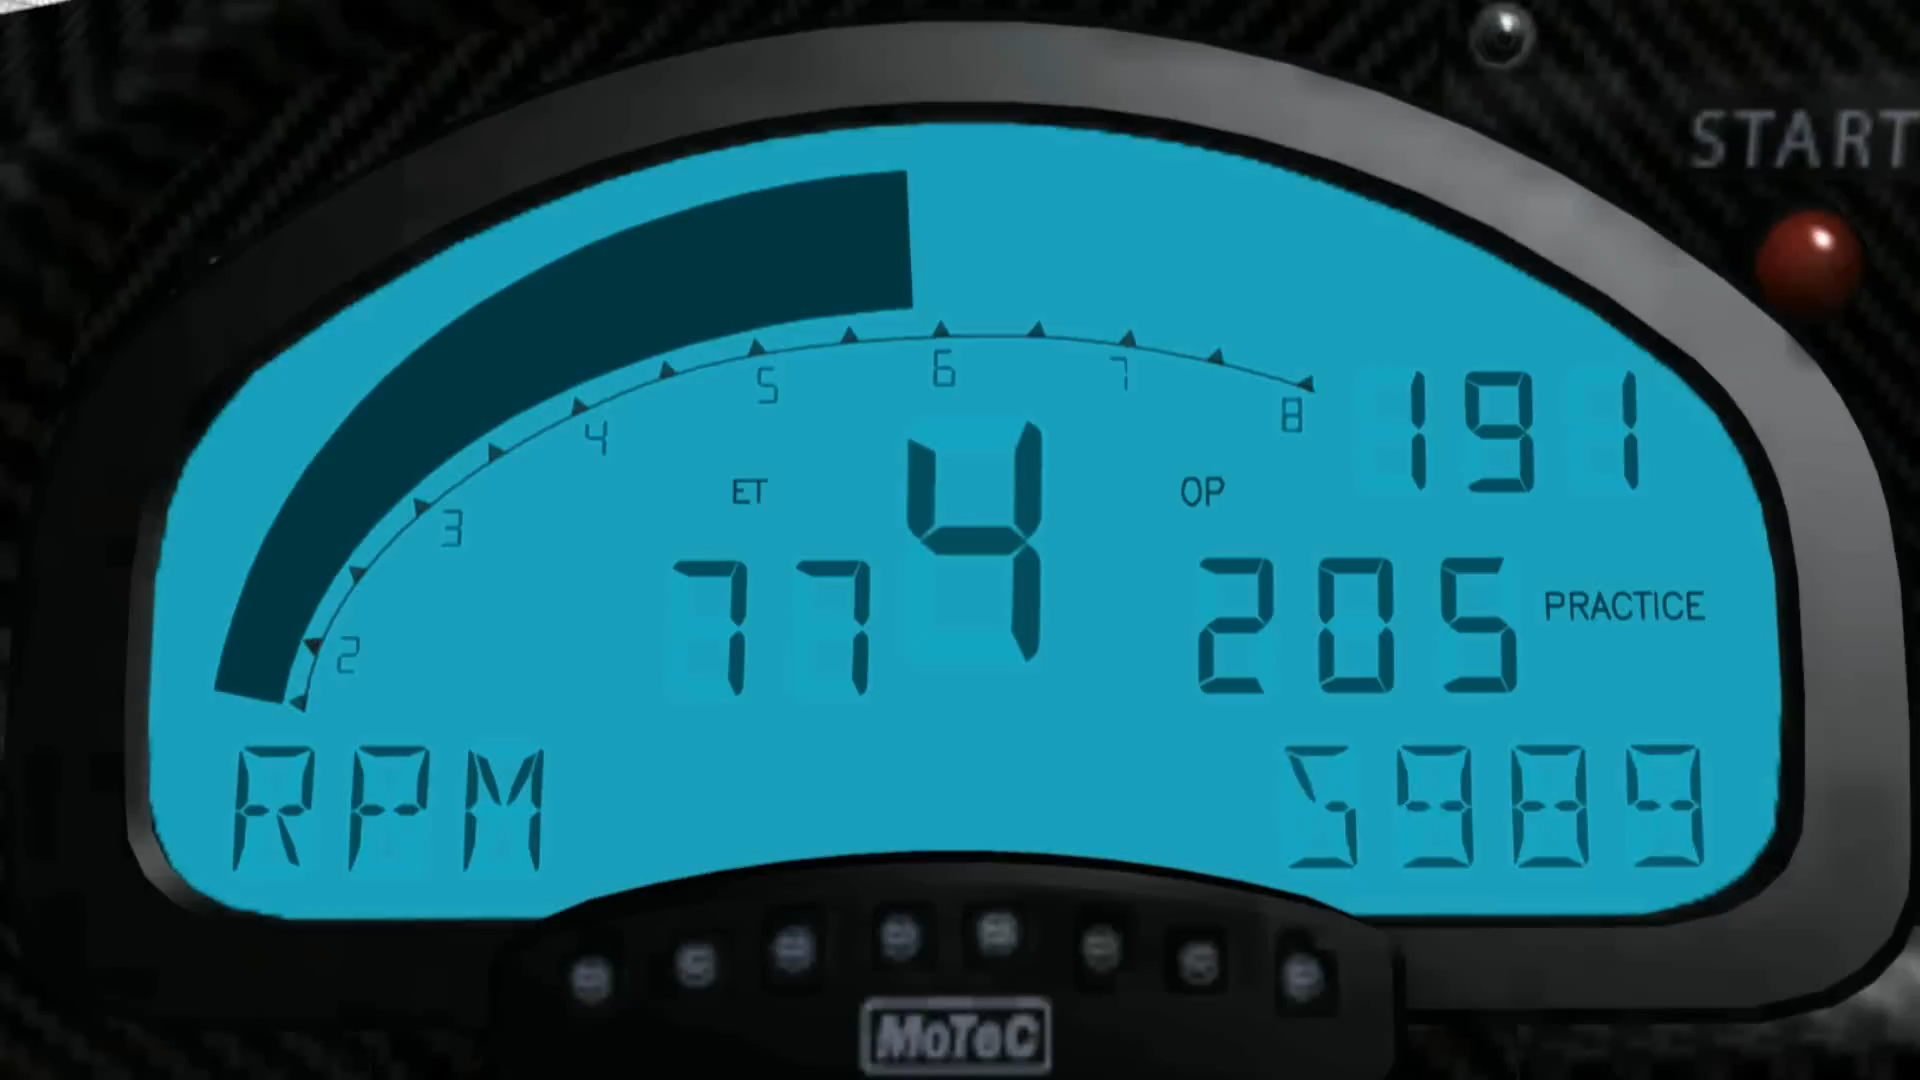 START
5 6 7
4 8
191
3
ET 4 OP
77 205 PRACTICE
2
RPM 5989
MoTeC